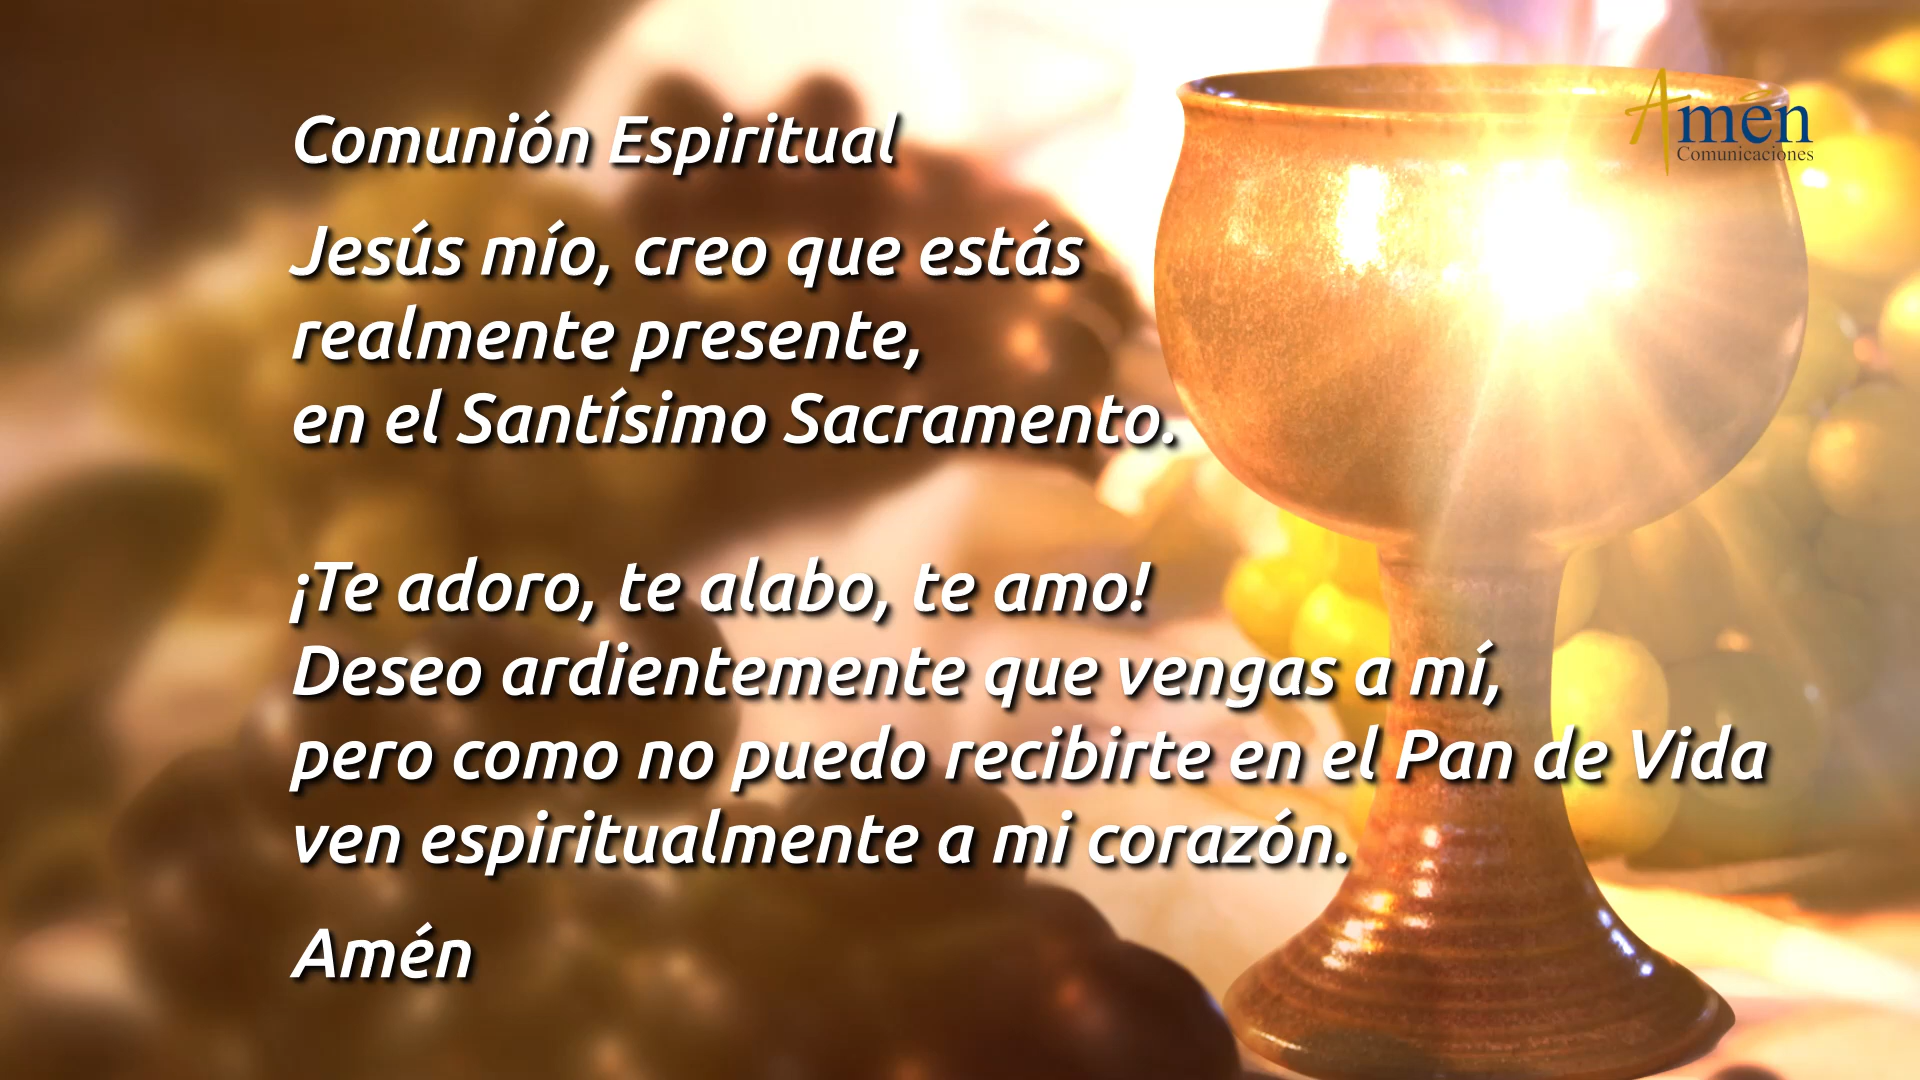 Amén
Comunicaciones
Comunión Espiritual
Jesús mío, creo que estás
realmente presente,
en el Santísimo Sacramento.
¡Te adoro, te alabo, te amo!
Deseo ardientemente que vengas a mí,
pero como no puedo recibirte en el Pan de Vida
ven espiritualmente a mi corazón.
Amén